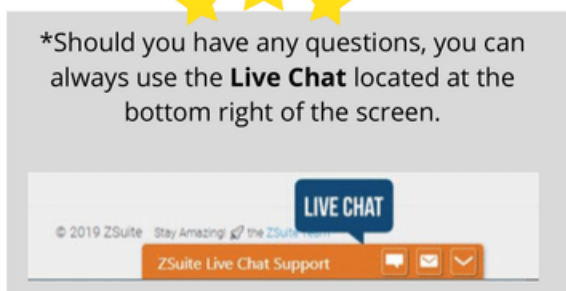 *Should you have any questions, you can
always use the Live Chat located at the
bottom right of the screen.
LIVE CHAT
© 2019 ZSuite Stay Amazing! the ZSuite Team
ZSuite Live Chat Support